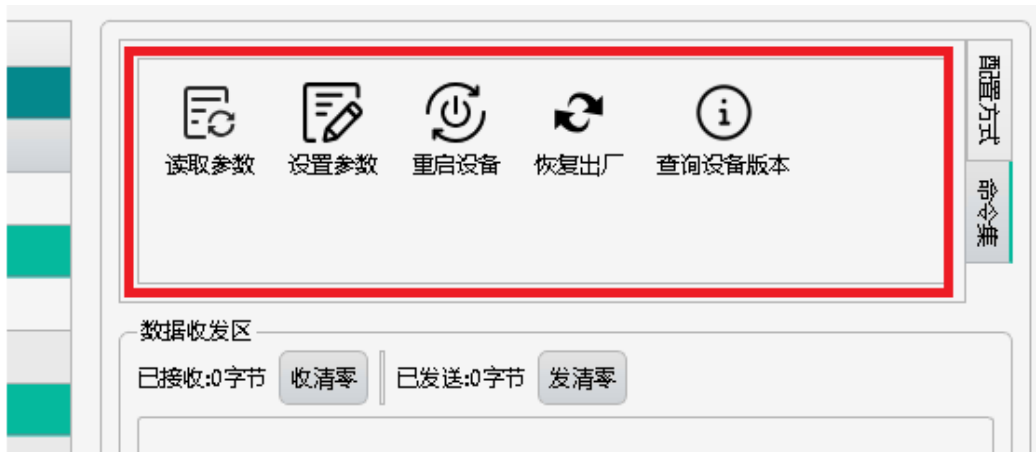 读取参数 设置参数 重启设备 恢复出厂 查询设备版本
配置方式
命令集
数据收发区
已接收:0字节 收清零 已发送:0字节 发清零